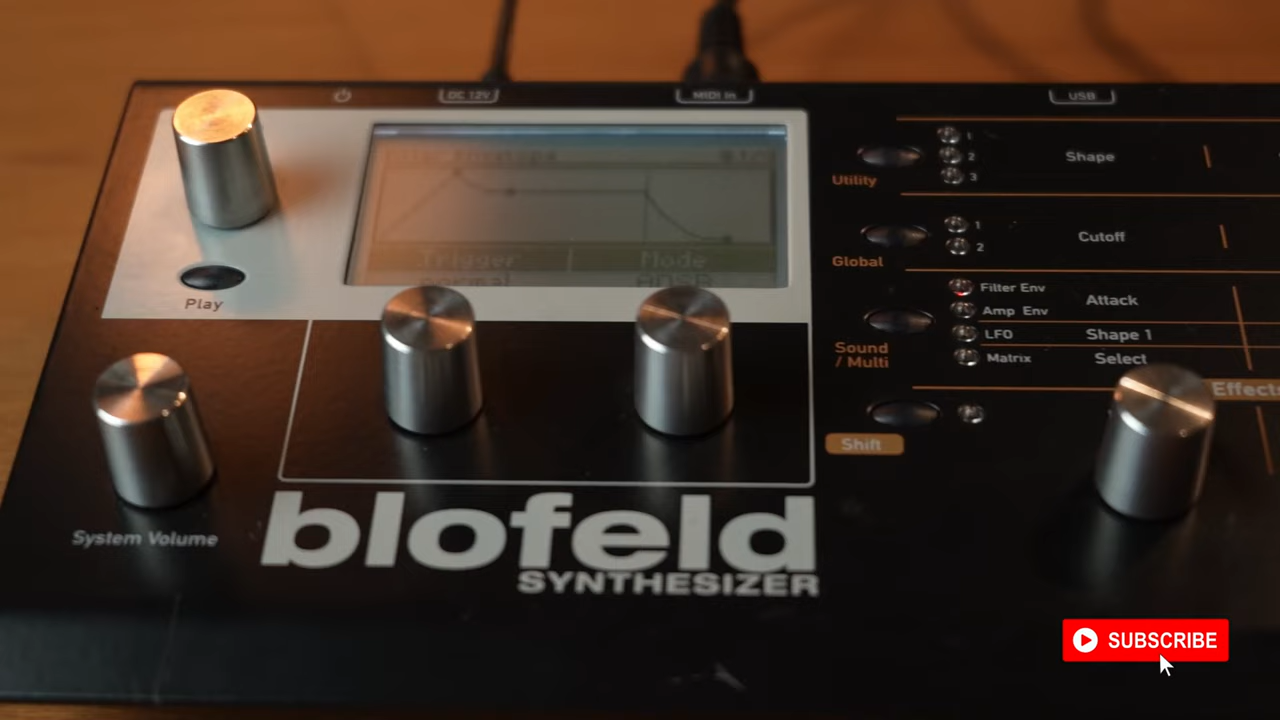 DC 12V
MIDI In
USB
Utility
1
2
3
Shape
Global
1
2
Cutoff
Filter Env
Amp Env
Attack
LFO
Shape 1
Matrix
Select
Sound
/ Multi
Effects
Shift
Trigger
Mode
Play
System Volume
blofeld
SYNTHESIZER
SUBSCRIBE